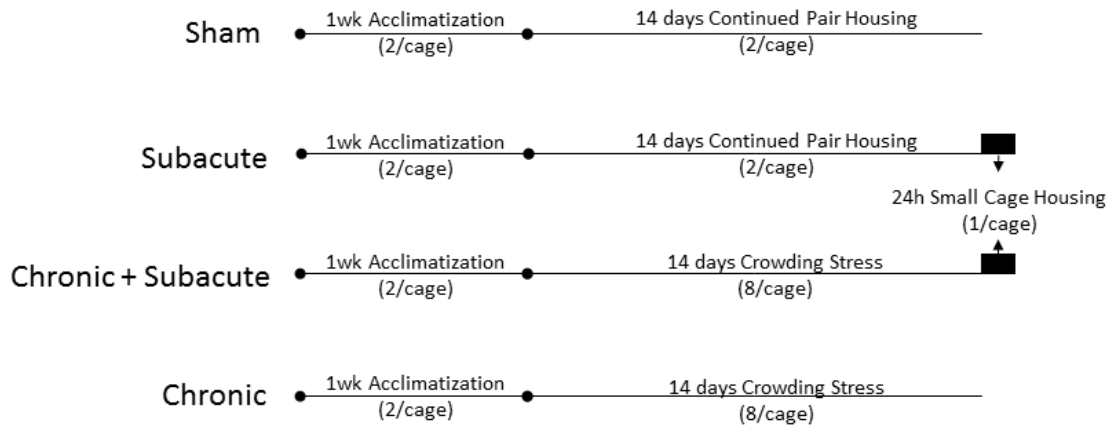 Sham
1wk Acclimatization
(2/cage)
14 days Continued Pair Housing
(2/cage)
Subacute
1wk Acclimatization
(2/cage)
14 days Continued Pair Housing
(2/cage)
24h Small Cage Housing
(1/cage)
Chronic + Subacute
1wk Acclimatization
(2/cage)
14 days Crowding Stress
(8/cage)
Chronic
1wk Acclimatization
(2/cage)
14 days Crowding Stress
(8/cage)